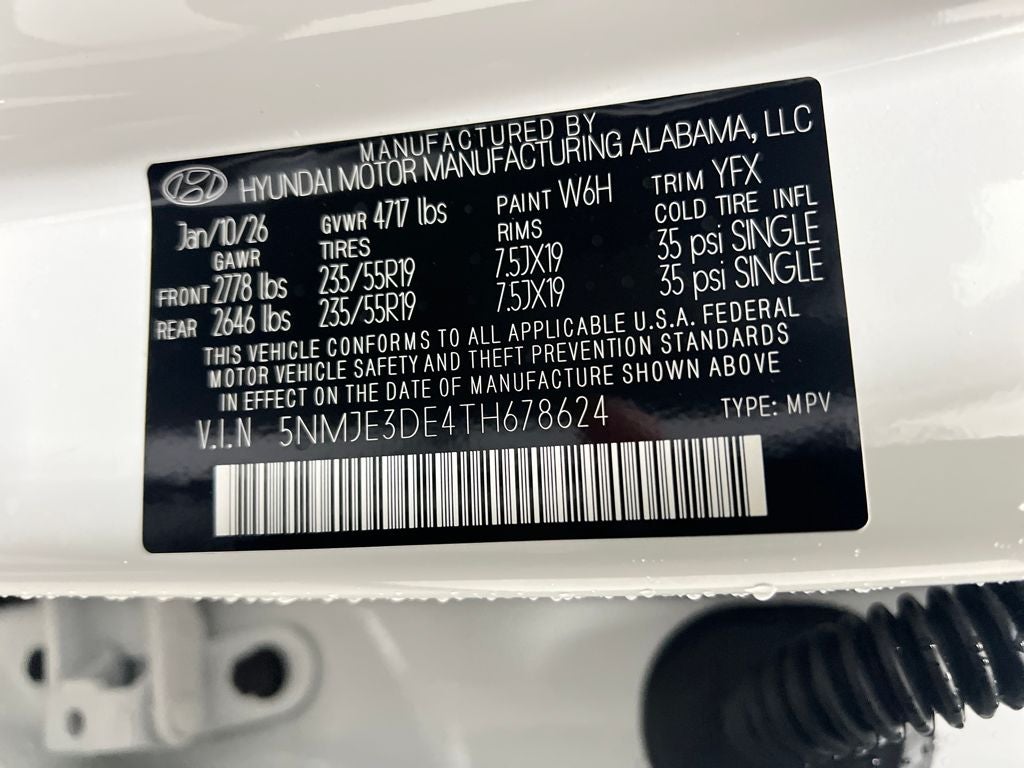 MANUFACTURED BY
HYUNDAI MOTOR MANUFACTURING ALABAMA, LLC
Jan/10/26 GVWR 4717 lbs PAINT W6H TRIM YFX
GAWR TIRES RIMS COLD TIRE INFL
FRONT 2778 lbs 235/55R19 7.5JX19 35 psi SINGLE
REAR 2646 lbs 235/55R19 7.5JX19 35 psi SINGLE
THIS VEHICLE CONFORMS TO ALL APPLICABLE U.S.A. FEDERAL
MOTOR VEHICLE SAFETY AND THEFT PREVENTION STANDARDS
IN EFFECT ON THE DATE OF MANUFACTURE SHOWN ABOVE
V.I.N 5NMJE3DE4TH678624 TYPE: MPV